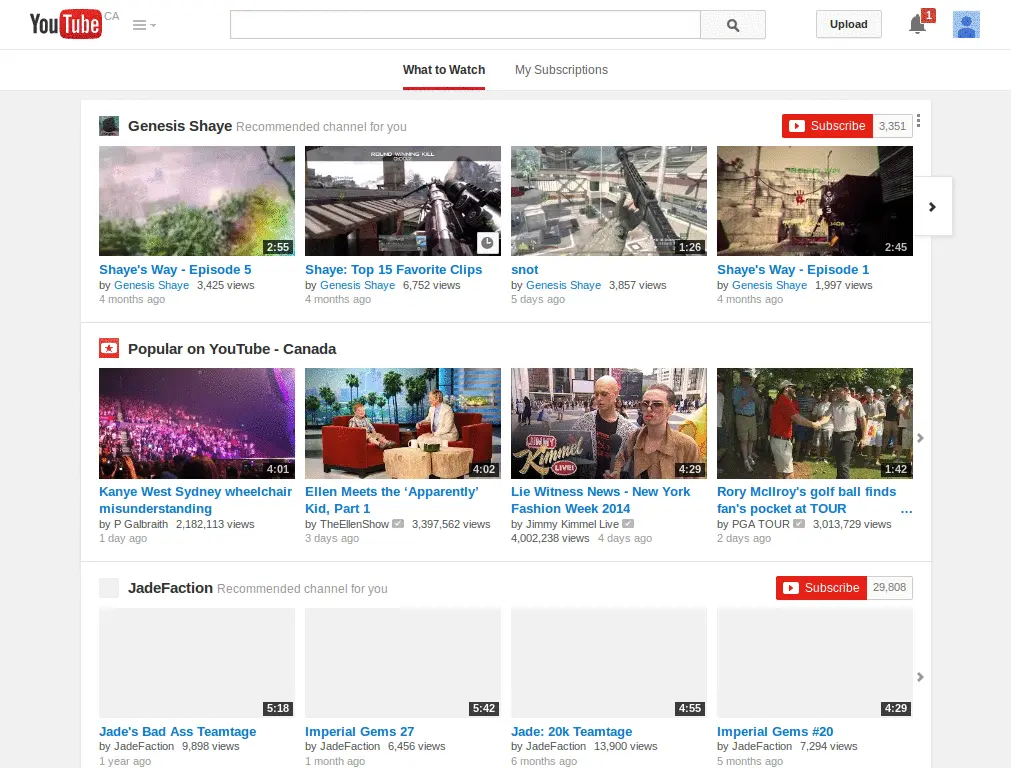 YouTube CA
Upload
1
What to Watch My Subscriptions
Genesis Shaye Recommended channel for you Subscribe 3,351
ROUND WINNING KILL
2:55 1:26 2:45
Shaye's Way - Episode 5
by Genesis Shaye 3,425 views
4 months ago
Shaye: Top 15 Favorite Clips
by Genesis Shaye 6,752 views
4 months ago
snot
by Genesis Shaye 3,857 views
5 days ago
Shaye's Way - Episode 1
by Genesis Shaye 1,997 views
4 months ago
Popular on YouTube - Canada
JIMMY
Kimmel
LIVE!
4:01 4:02 4:29 1:42
Kanye West Sydney wheelchair
misunderstanding
by P Galbraith 2,182,113 views
1 day ago
Ellen Meets the ‘Apparently’
Kid, Part 1
by TheEllenShow 3,397,562 views
3 days ago
Lie Witness News - New York
Fashion Week 2014
by Jimmy Kimmel Live
4,002,238 views 4 days ago
Rory McIlroy's golf ball finds
fan's pocket at TOUR ...
by PGA TOUR 3,013,729 views
2 days ago
JadeFaction Recommended channel for you Subscribe 29,808
5:18 5:42 4:55 4:29
Jade's Bad Ass Teamtage
by JadeFaction 9,898 views
1 year ago
Imperial Gems 27
by JadeFaction 6,456 views
1 month ago
Jade: 20k Teamtage
by JadeFaction 13,900 views
6 months ago
Imperial Gems #20
by JadeFaction 7,294 views
5 months ago